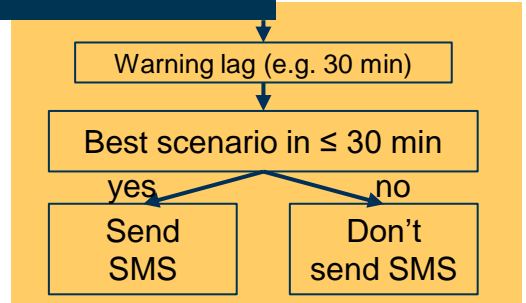 Warning lag (e.g. 30 min)
Best scenario in ≤ 30 min
yes no
Send
SMS
Don't
send SMS